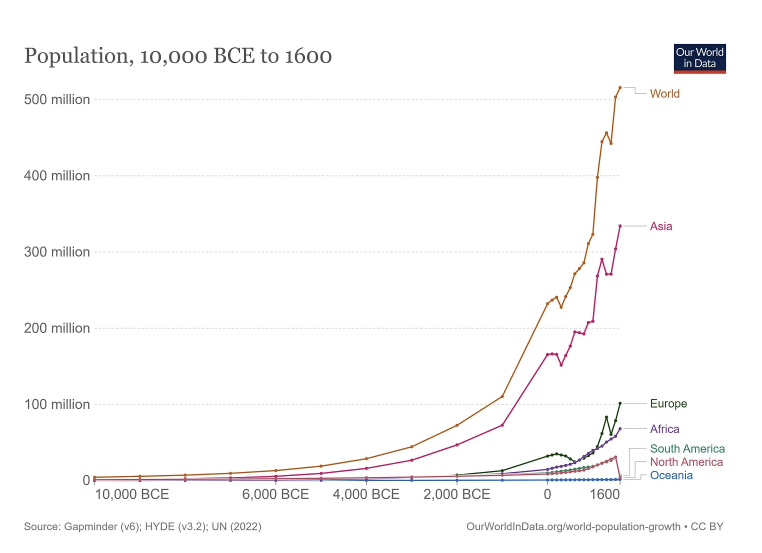 Population, 10,000 BCE to 1600
Our World
in Data
500 million
400 million
300 million
200 million
100 million
0
World
Asia
Europe
Africa
South America
North America
Oceania
10,000 BCE
6,000 BCE
4,000 BCE
2,000 BCE
0
1600
Source: Gapminder (v6); HYDE (v3.2); UN (2022)
OurWorldInData.org/world-population-growth • CC BY